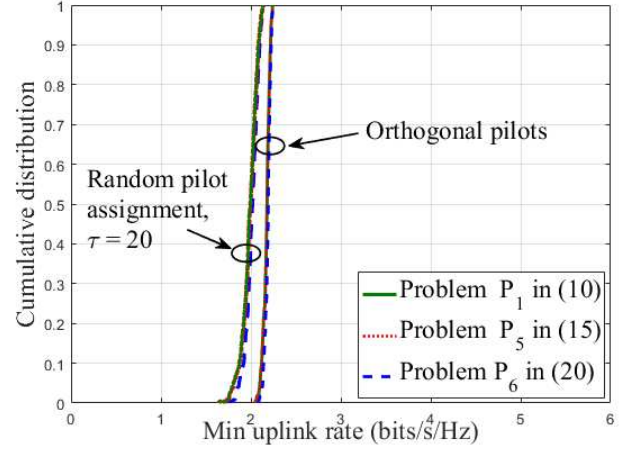 1
0.9
0.8
0.7
0.6
0.5
0.4
0.3
0.2
0.1
0
Cumulative distribution
Orthogonal pilots
Random pilot
assignment,
τ = 20
Problem P1 in (10)
Problem P5 in (15)
Problem P6 in (20)
0 1 2 3 4 5 6
Min uplink rate (bits/s/Hz)